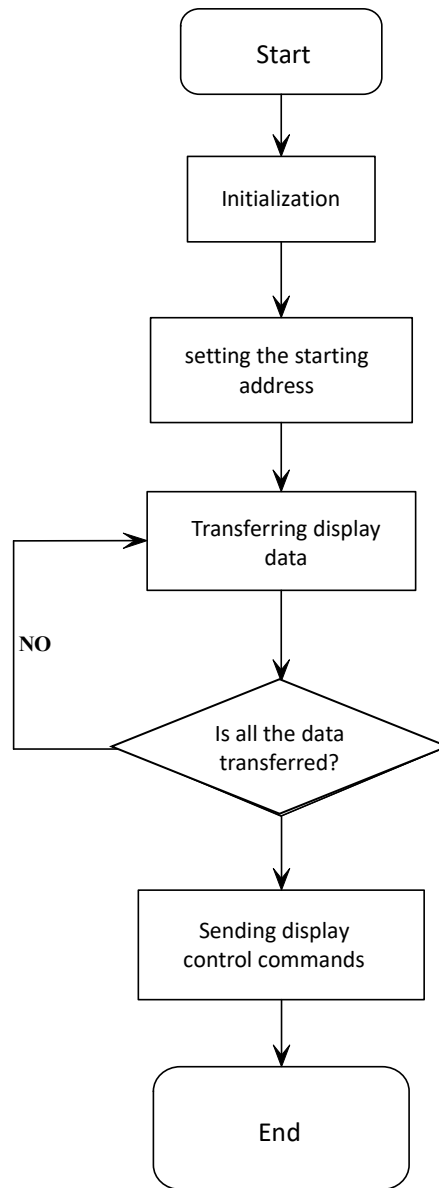 Start
Initialization
setting the starting
address
Transferring display
data
NO
Is all the data
transferred?
Sending display
control commands
End